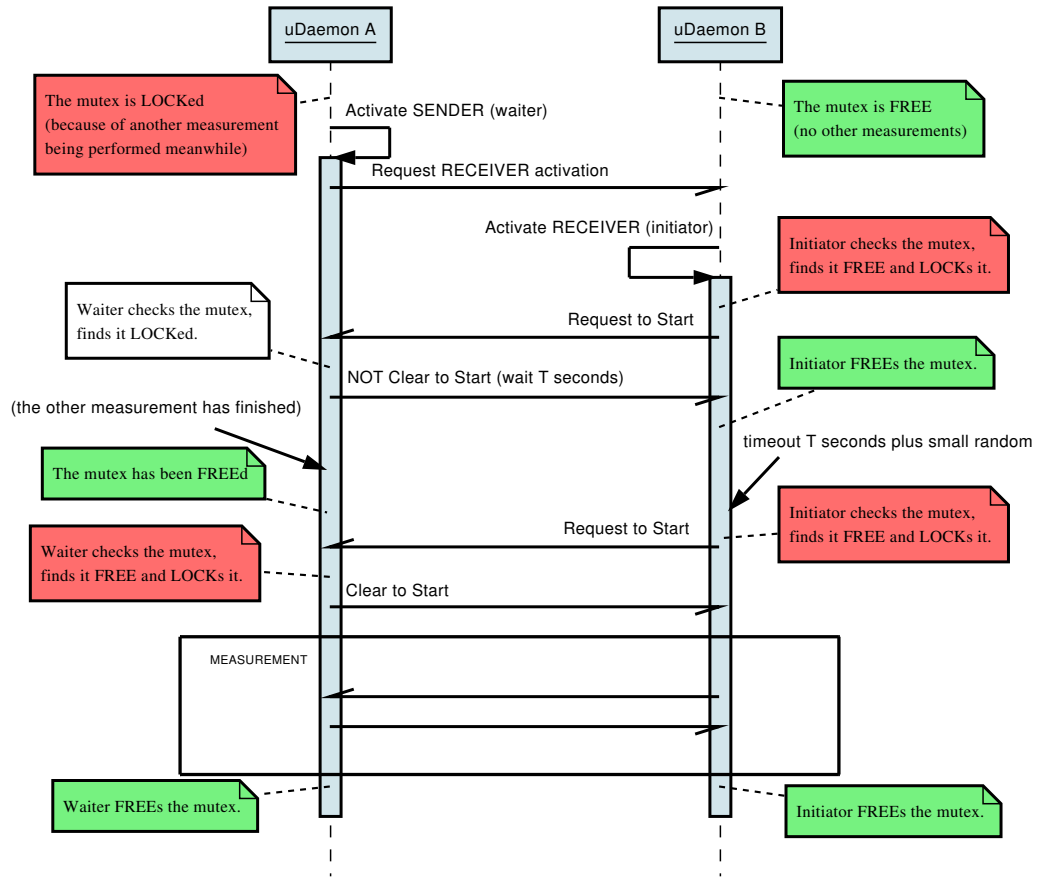 uDaemon A
uDaemon B
The mutex is LOCKed
(because of another measurement
being performed meanwhile)
Activate SENDER (waiter)
The mutex is FREE
(no other measurements)
Request RECEIVER activation
Activate RECEIVER (initiator)
Initiator checks the mutex,
finds it FREE and LOCKs it.
Waiter checks the mutex,
finds it LOCKed.
Request to Start
Initiator FREEs the mutex.
NOT Clear to Start (wait T seconds)
(the other measurement has finished)
timeout T seconds plus small random
The mutex has been FREEd
Initiator checks the mutex,
finds it FREE and LOCKs it.
Request to Start
Waiter checks the mutex,
finds it FREE and LOCKs it.
Clear to Start
MEASUREMENT
Waiter FREEs the mutex.
Initiator FREEs the mutex.